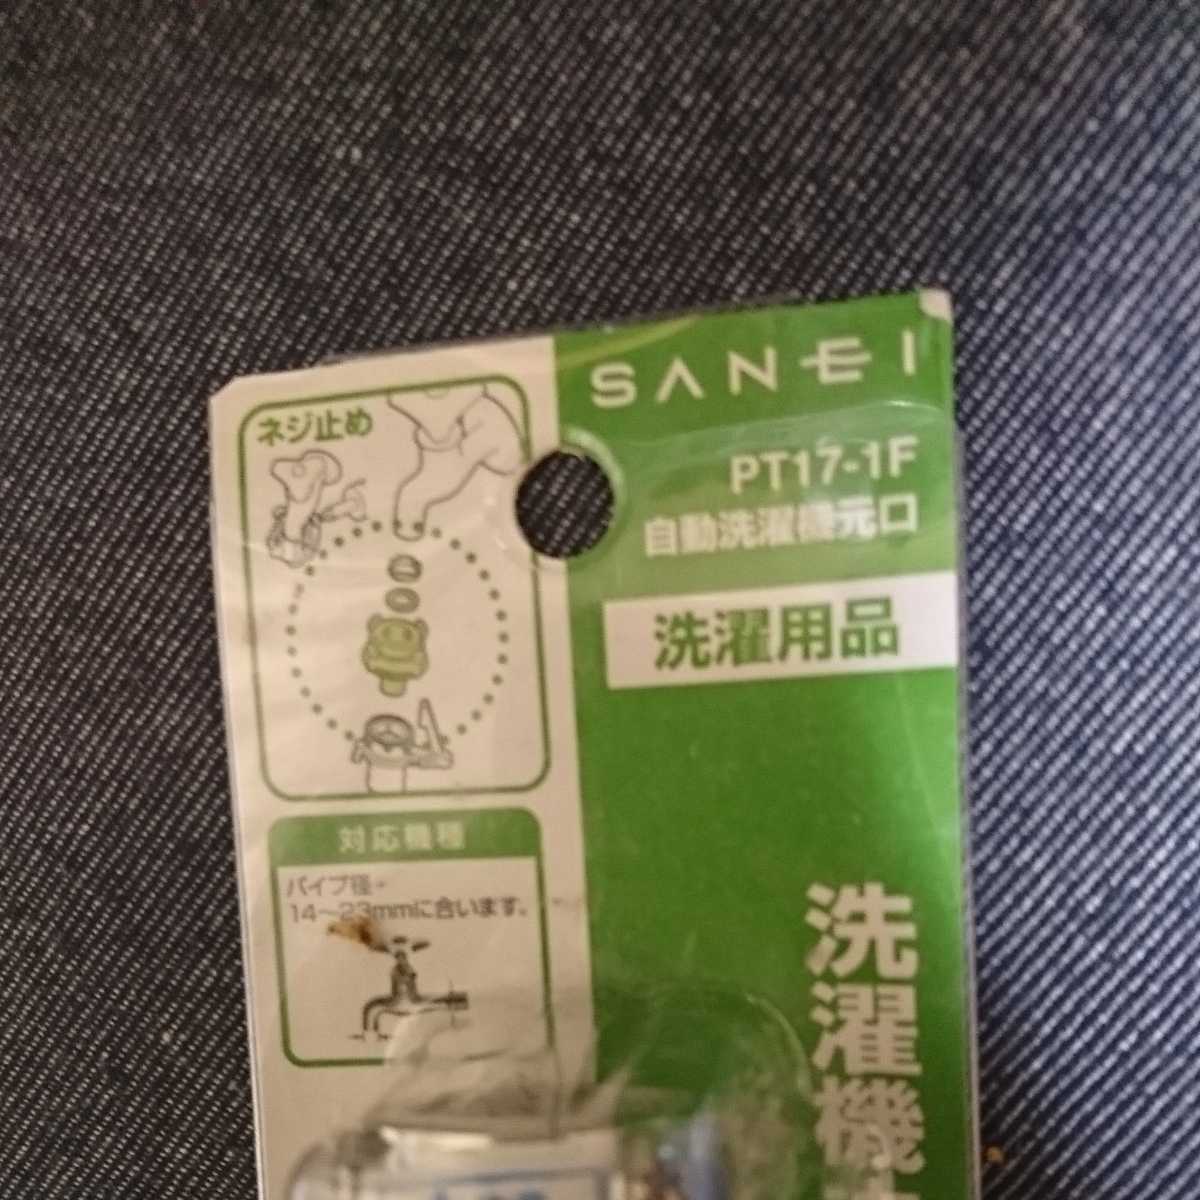 SANEI
PT17-1F
自動洗濯機元口
洗濯用品
ネジ止め
対応機種
パイプ径
14〜23mmに合います。
洗濯機